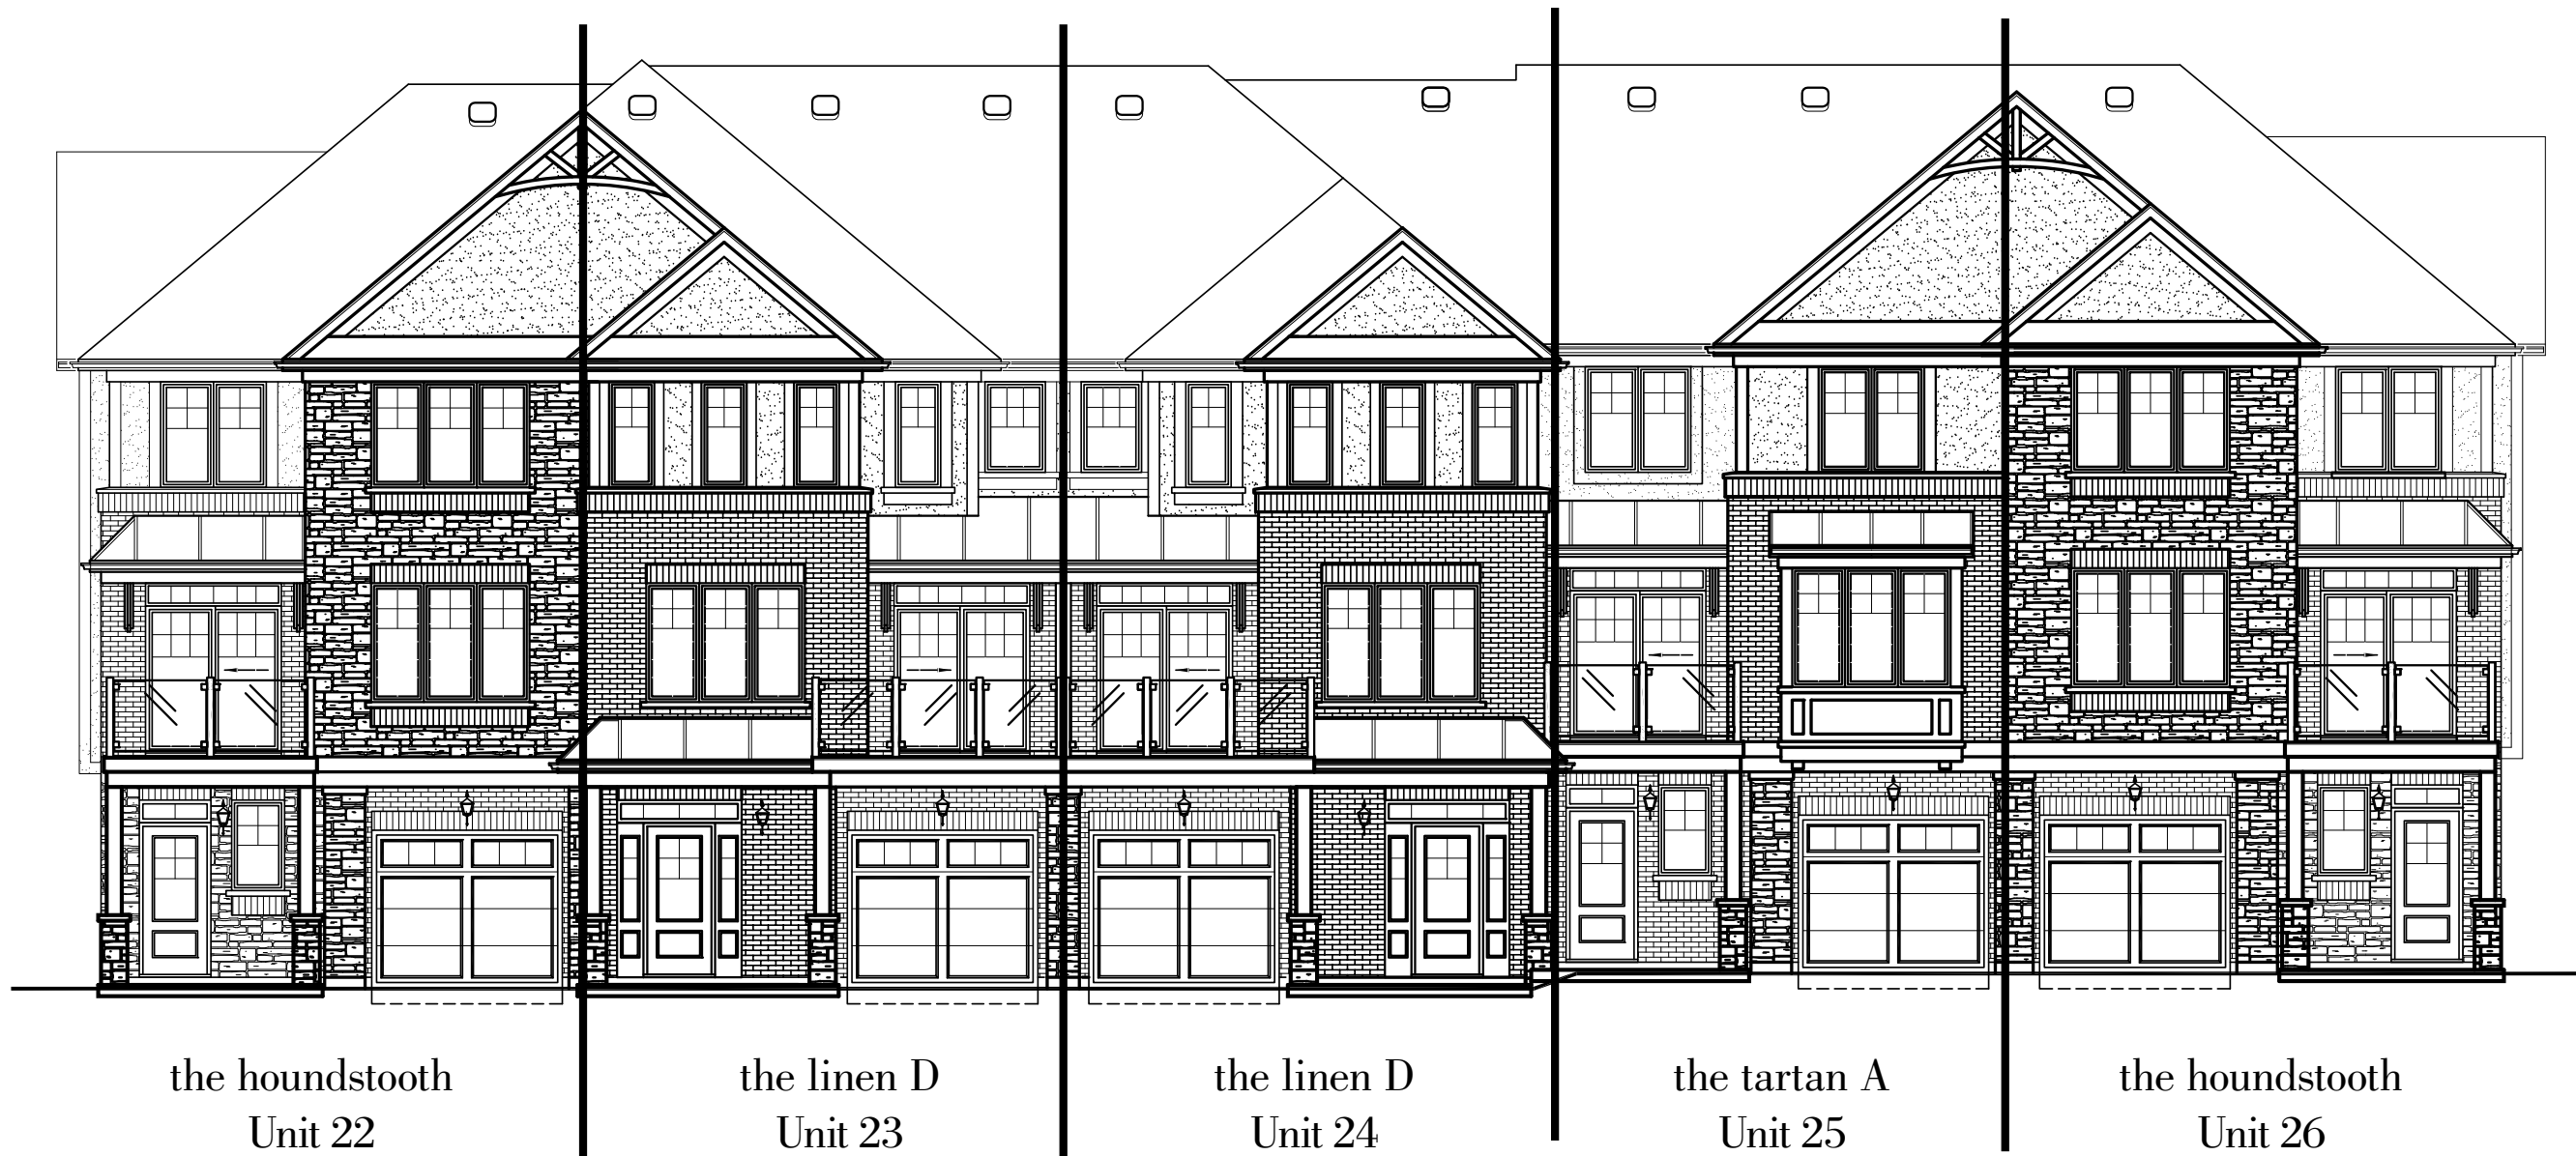 the houndstooth
Unit 22
the linen D
Unit 23
the linen D
Unit 24
the tartan A
Unit 25
the houndstooth
Unit 26